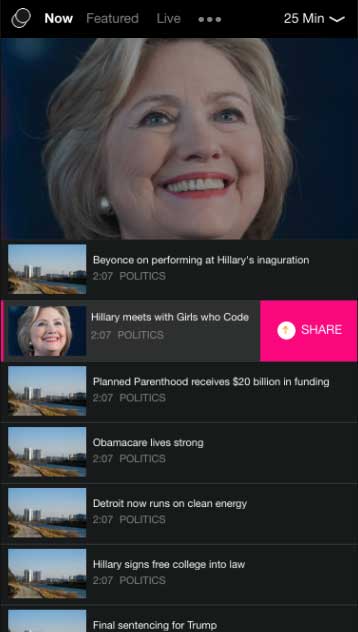 Now Featured Live 25 Min
Beyonce on performing at Hillary's inaguration
2:07 POLITICS
Hillary meets with Girls who Code
2:07 POLITICS
SHARE
Planned Parenthood receives $20 billion in funding
2:07 POLITICS
Obamacare lives strong
2:07 POLITICS
Detroit now runs on clean energy
2:07 POLITICS
Hillary signs free college into law
2:07 POLITICS
Final sentencing for Trump